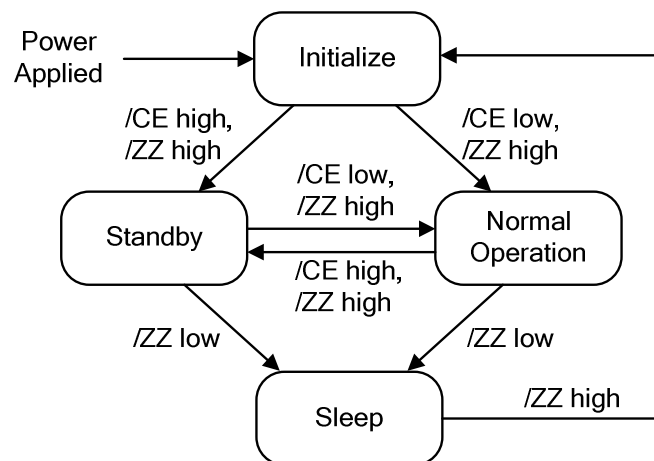 Power
Applied
Initialize
/CE high,
/ZZ high
/CE low,
/ZZ high
/CE low,
/ZZ high
Standby
Normal
Operation
/CE high,
/ZZ high
/ZZ low
/ZZ low
Sleep
/ZZ high